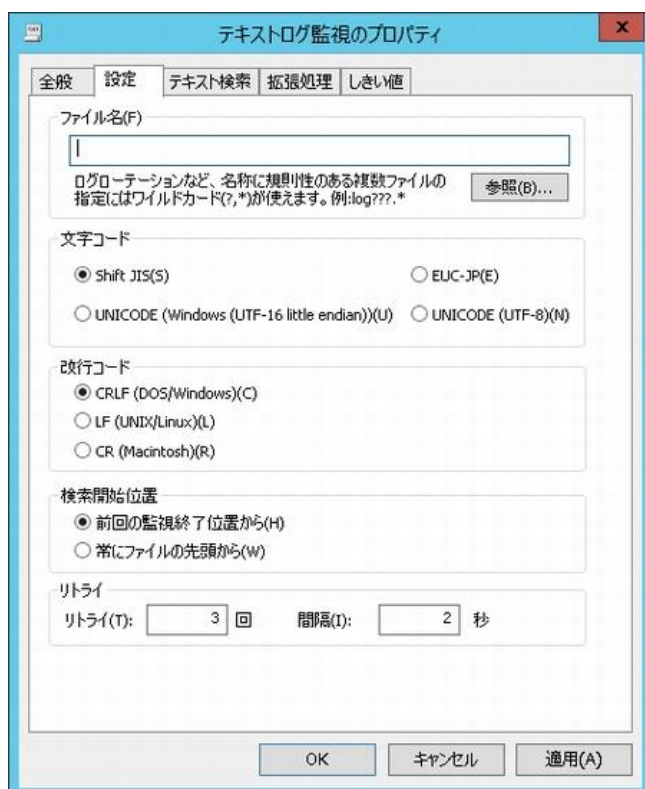 テキストログ監視のプロパティ
x
全般 設定 テキスト検索 拡張処理 しきい値
ファイル名(F)
ログローテーションなど、名称に規則性のある複数ファイルの
指定にはワイルドカード(?,*)が使えます。例:log???.*
参照(B)...
文字コード
Shift JIS(S) EUC-JP(E)
UNICODE (Windows (UTF-16 little endian))(U) UNICODE (UTF-8)(N)
改行コード
CRLF (DOS/Windows)(C)
LF (UNIX/Linux)(L)
CR (Macintosh)(R)
検索開始位置
前回の監視終了位置から(H)
常にファイルの先頭から(W)
リトライ
リトライ(T): 3 回 間隔(I): 2 秒
OK キャンセル 適用(A)